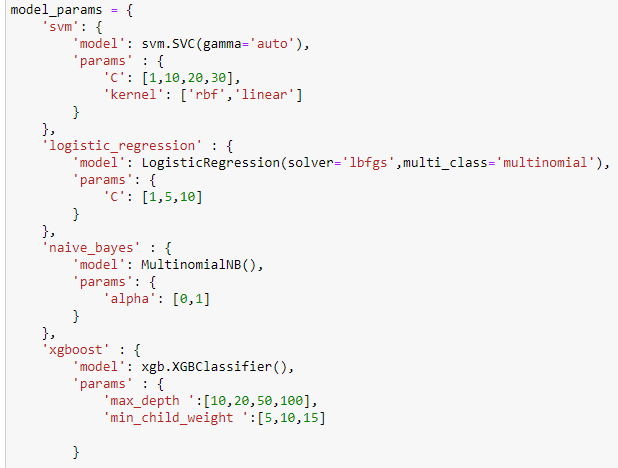 model_params = {
    'svm': {
        'model': svm.SVC(gamma='auto'),
        'params' : {
            'C': [1,10,20,30],
            'kernel': ['rbf','linear']
        }
    },
    'logistic_regression' : {
        'model': LogisticRegression(solver='lbfgs',multi_class='multinomial'),
        'params': {
            'C': [1,5,10]
        }
    },
    'naive_bayes' : {
        'model': MultinomialNB(),
        'params': {
            'alpha': [0,1]
        }
    },
    'xgboost' : {
        'model': xgb.XGBClassifier(),
        'params' : {
            'max_depth ':[10,20,50,100],
            'min_child_weight ':[5,10,15]

        }